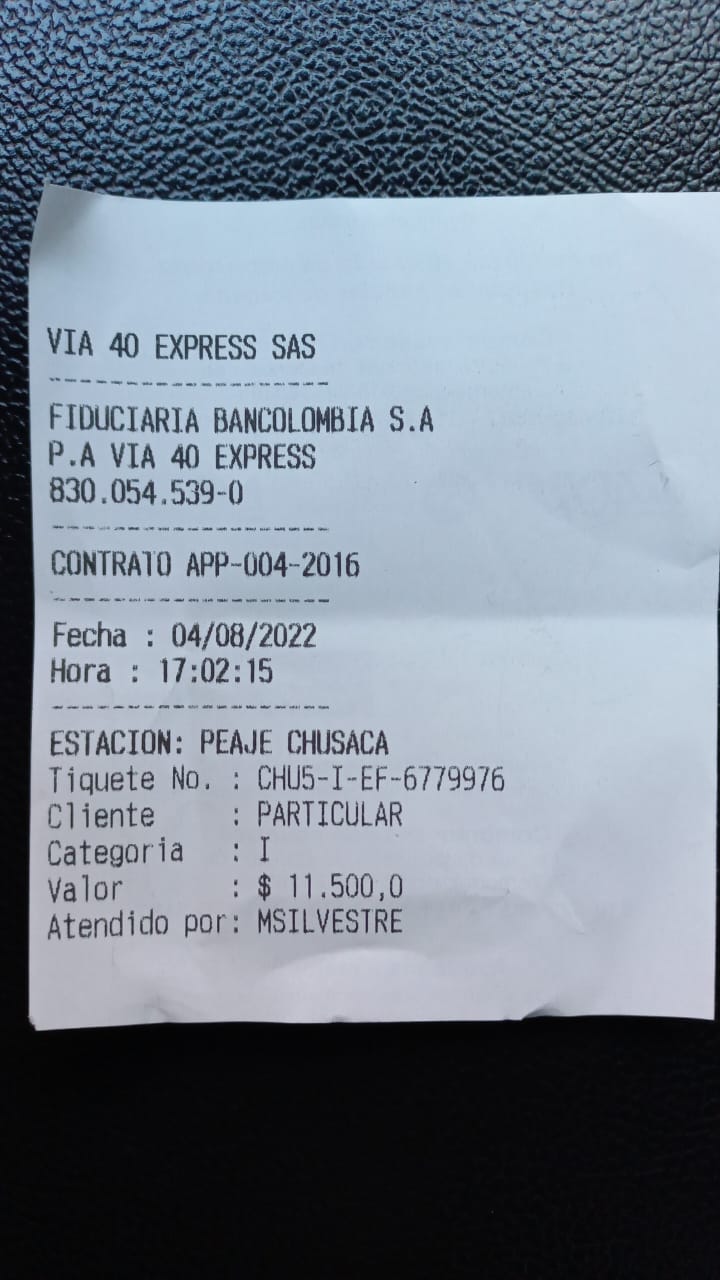 VIA 40 EXPRESS SAS
--------------------
FIDUCIARIA BANCOLOMBIA S.A
P.A VIA 40 EXPRESS
830.054.539-0
--------------------
CONTRATO APP-004-2016
--------------------
Fecha : 04/08/2022
Hora : 17:02:15
--------------------
ESTACION: PEAJE CHUSACA
Tiquete No. : CHU5-I-EF-6779976
Cliente : PARTICULAR
Categoria : I
Valor : $ 11.500,0
Atendido por: MSILVESTRE